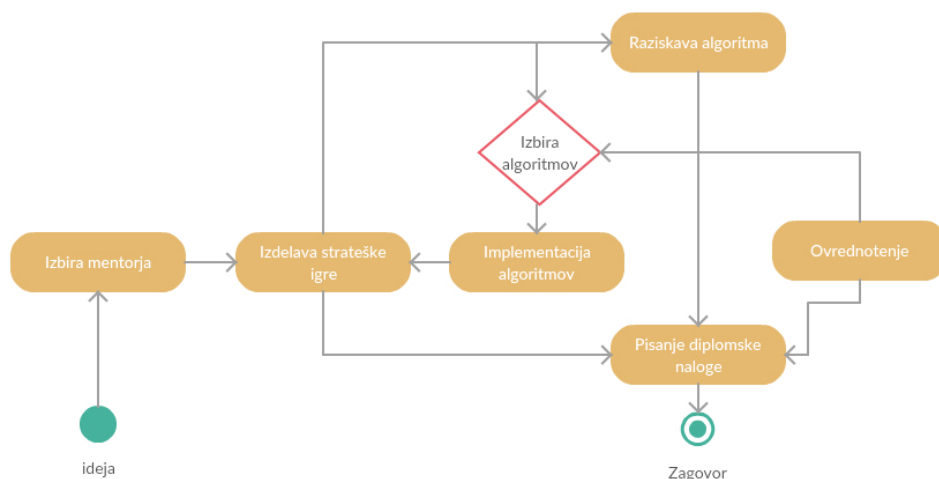 Raziskava algoritma
Izbira
algoritmov
Izbira mentorja
Izdelava strateške
igre
Implementacija
algoritmov
Ovrednotenje
Pisanje diplomske
naloge
ideja
Zagovor